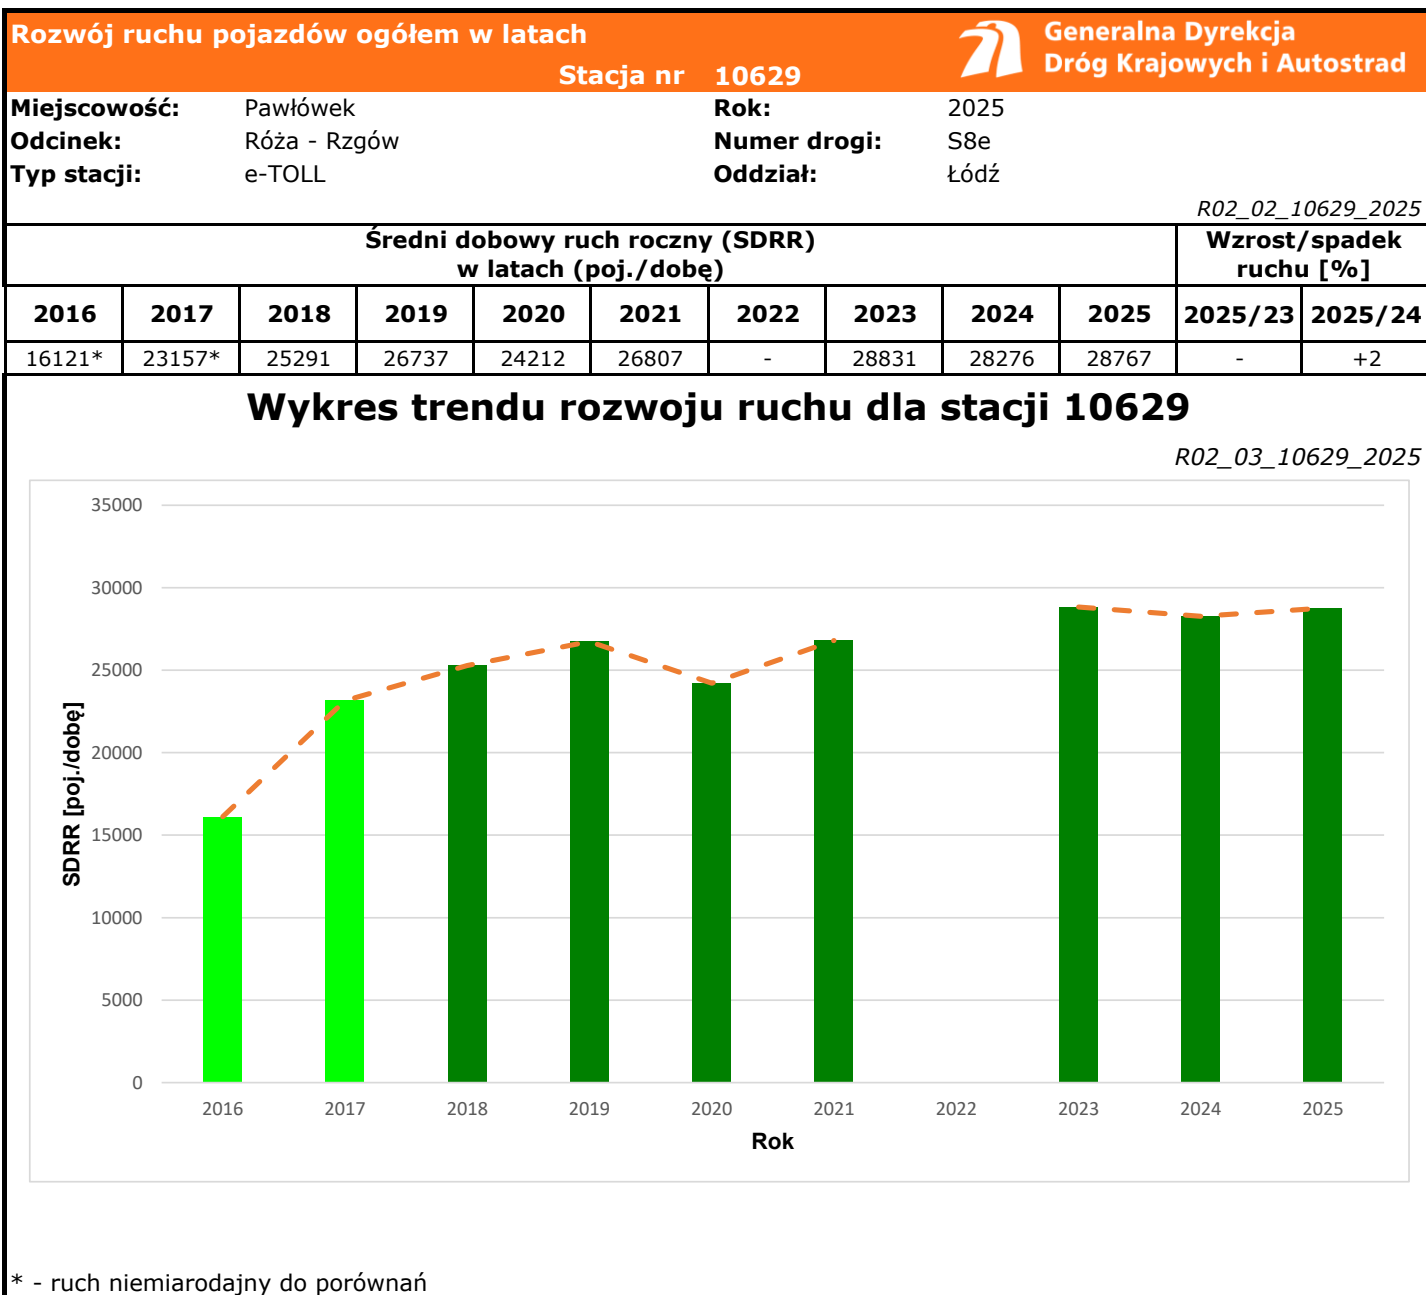 Rozwój ruchu pojazdów ogółem w latach
Stacja nr 10629
Generalna Dyrekcja
Dróg Krajowych i Autostrad
Miejscowość: Pawłówek Rok: 2025
Odcinek: Róża - Rzgów Numer drogi: S8e
Typ stacji: e-TOLL Oddział: Łódź
R02_02_10629_2025
Średni dobowy ruch roczny (SDRR)
w latach (poj./dobę)
Wzrost/spadek
ruchu [%]
2016 2017 2018 2019 2020 2021 2022 2023 2024 2025 2025/23 2025/24
16121* 23157* 25291 26737 24212 26807 - 28831 28276 28767 - +2
Wykres trendu rozwoju ruchu dla stacji 10629
R02_03_10629_2025
35000
30000
25000
20000
15000
10000
5000
0
SDRR [poj./dobę]
2016 2017 2018 2019 2020 2021 2022 2023 2024 2025
Rok
* - ruch niemiarodajny do porównań